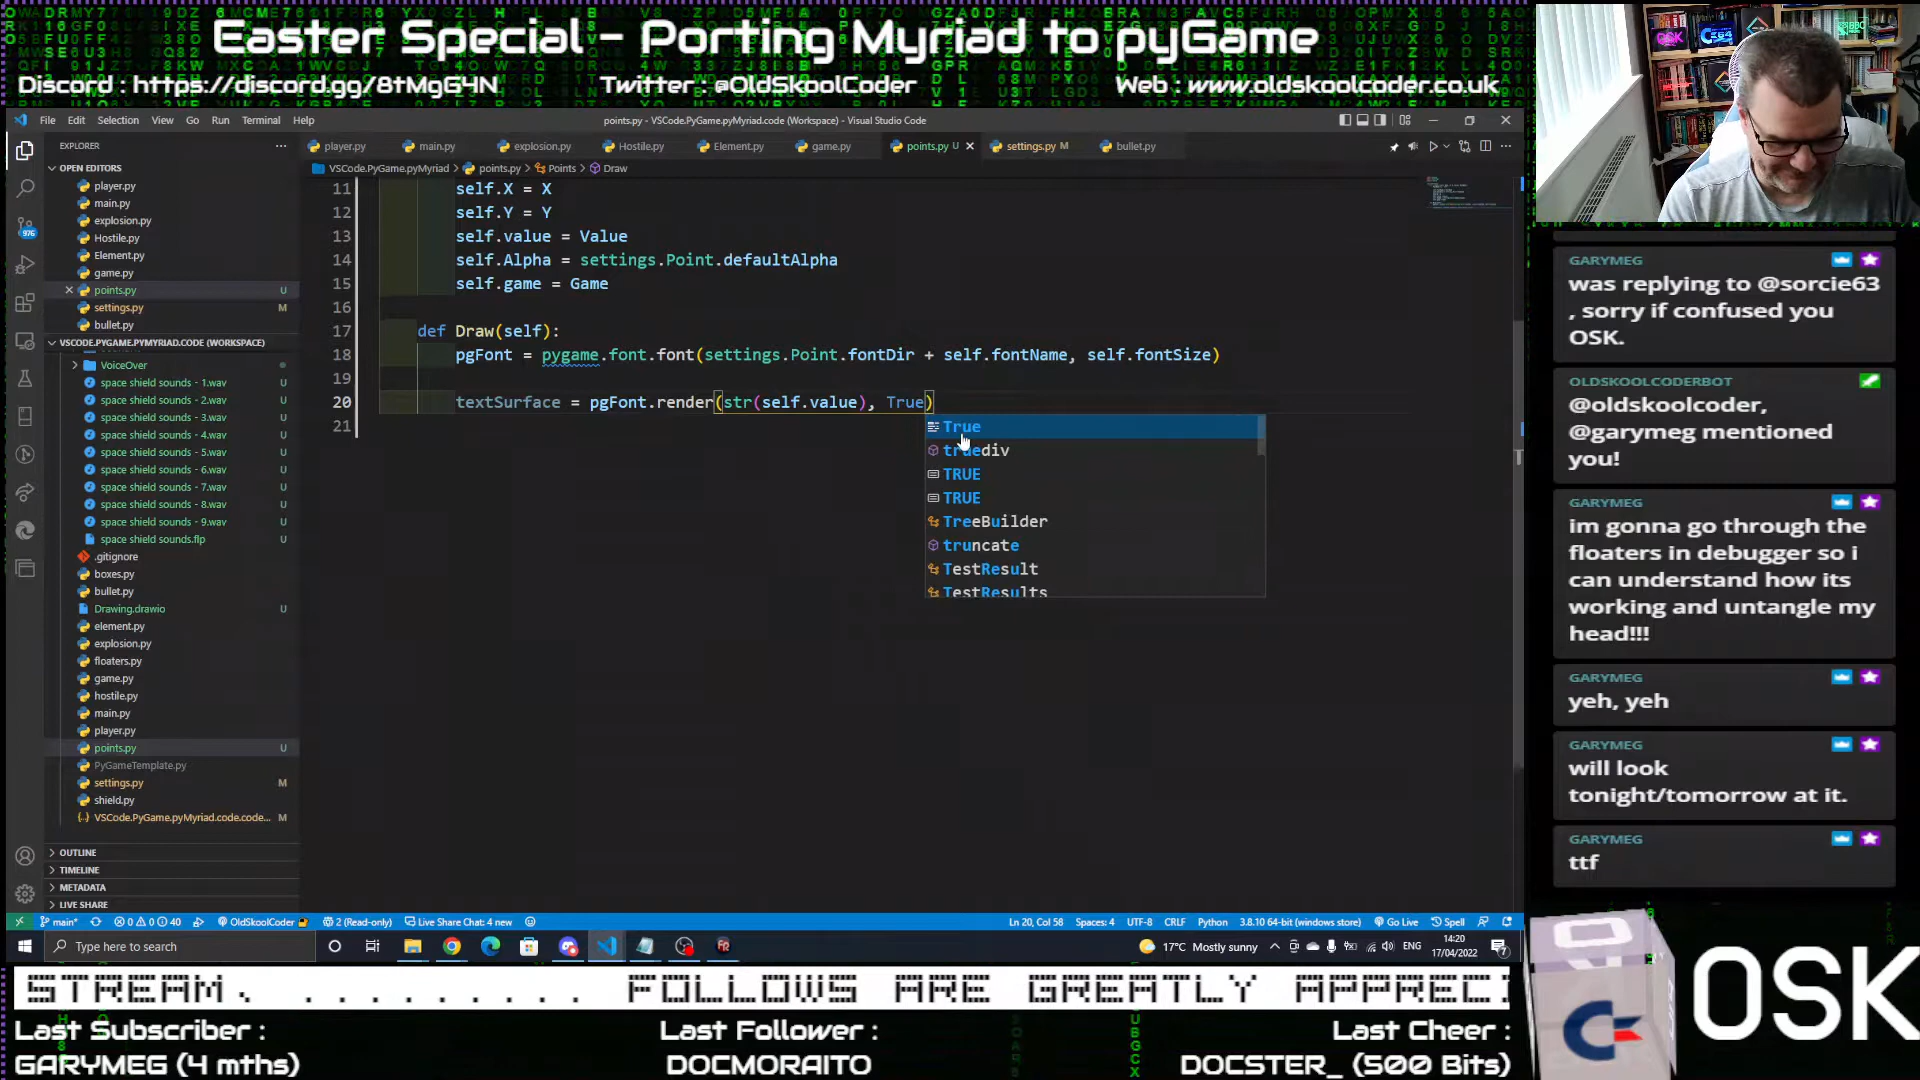 Easter Special - Porting Myriad to pyGame
Discord : https://discord.gg/8tMgG4N
Twitter : @OldSkoolCoder
Web : www.oldskoolcoder.co.uk
File Edit Selection View Go Run Terminal Help
points.py - VSCode.PyGame.pyMyriad.code (Workspace) - Visual Studio Code
EXPLORER
player.py
main.py
explosion.py
Hostile.py
Element.py
game.py
points.py U
settings.py M
bullet.py
OPEN EDITORS
player.py
main.py
explosion.py
Hostile.py
Element.py
game.py
points.py U
settings.py M
bullet.py
VSCODE.PYGAME.PYMYRIAD.CODE (WORKSPACE)
VoiceOver
space shield sounds - 1.wav U
space shield sounds - 2.wav U
space shield sounds - 3.wav U
space shield sounds - 4.wav U
space shield sounds - 5.wav U
space shield sounds - 6.wav U
space shield sounds - 7.wav U
space shield sounds - 8.wav U
space shield sounds - 9.wav U
space shield sounds.flp U
.gitignore
boxes.py
bullet.py
Drawing.drawio U
element.py
explosion.py
floaters.py
game.py
hostile.py
main.py
player.py
points.py U
PyGameTemplate.py
settings.py M
shield.py
VSCode.PyGame.pyMyriad.code.code... M
OUTLINE
TIMELINE
METADATA
LIVE SHARE
976
VSCode.PyGame.pyMyriad.code > points.py > Points > Draw
11 self.X = X
12 self.Y = Y
13 self.value = Value
14 self.Alpha = settings.Point.defaultAlpha
15 self.game = Game
16
17 def Draw(self):
18 pgFont = pygame.font.font(settings.Point.fontDir + self.fontName, self.fontSize)
19
20 textSurface = pgFont.render(str(self.value), True)
21
True
truediv
TRUE
TRUE
TreeBuilder
truncate
TestResult
TestResults
main*
0 0 40
OldSkoolCoder
2 (Read-only)
Live Share Chat: 4 new
Ln 20, Col 58
Spaces: 4
UTF-8
CRLF
Python
3.8.10 64-bit (windows store)
Go Live
Spell
Type here to search
17°C Mostly sunny
ENG
14:20
17/04/2022
GARYMEG
was replying to @sorcie63
, sorry if confused you
OSK.
OLDSKOOLCODERBOT
@oldskoolcoder,
@garymeg mentioned
you!
GARYMEG
im gonna go through the
floaters in debugger so i
can understand how its
working and untangle my
head!!!
GARYMEG
yeh, yeh
GARYMEG
will look
tonight/tomorrow at it.
GARYMEG
ttf
STREAM. ........ FOLLOWS ARE GREATLY APPREC
Last Subscriber :
GARYMEG (4 mths)
Last Follower :
DOCMORAITO
Last Cheer :
DOCSTER_ (500 Bits)
OSK